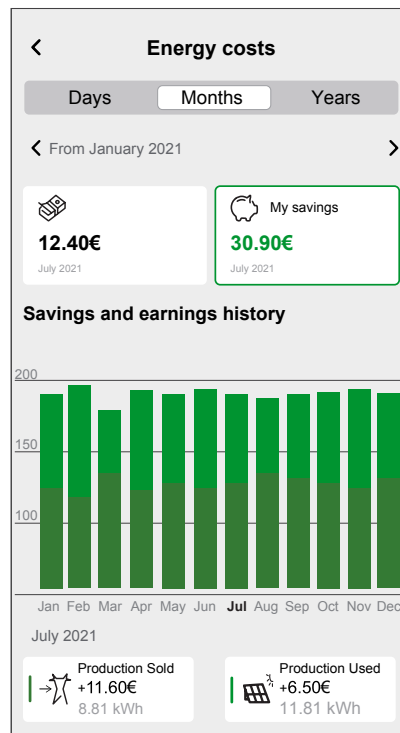 Energy costs
Days Months Years
From January 2021
12.40€
July 2021
My savings
30.90€
July 2021
Savings and earnings history
200
150
100
Jan Feb Mar Apr May Jun Jul Aug Sep Oct Nov Dec
July 2021
Production Sold
+11.60€
8.81 kWh
Production Used
+6.50€
11.81 kWh